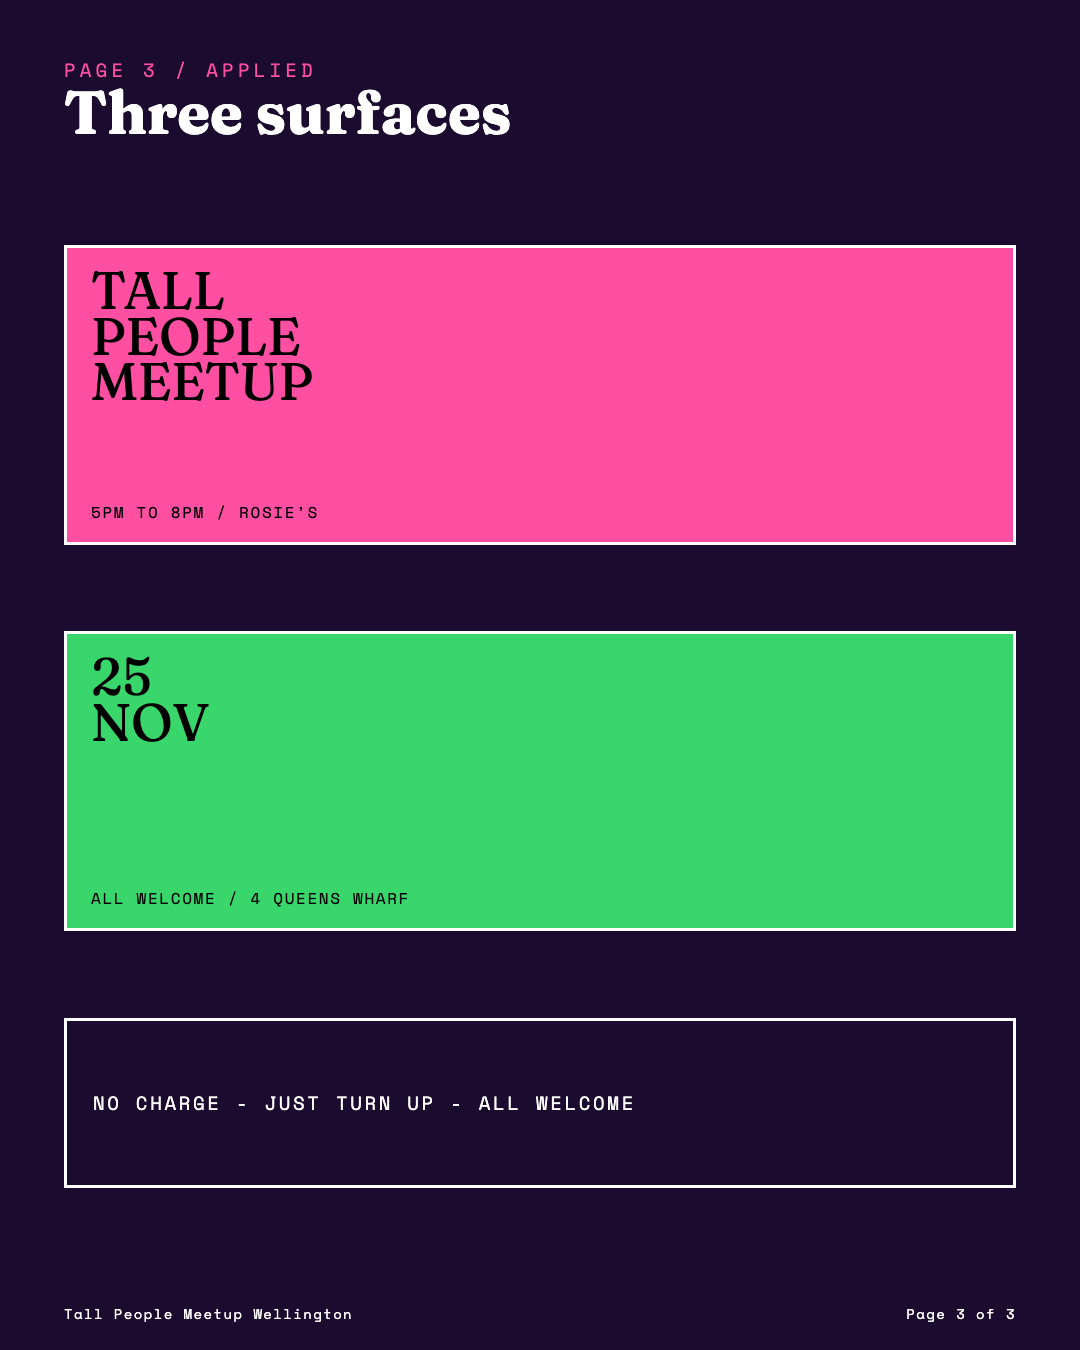 PAGE 3 / APPLIED
Three surfaces
TALL
PEOPLE
MEETUP
5PM TO 8PM / ROSIE’S
25
NOV
ALL WELCOME / 4 QUEENS WHARF
NO CHARGE - JUST TURN UP - ALL WELCOME
Tall People Meetup Wellington
Page 3 of 3